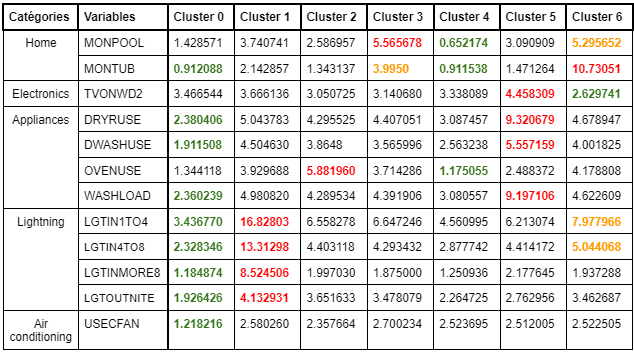 Catégories Variables Cluster 0 Cluster 1 Cluster 2 Cluster 3 Cluster 4 Cluster 5 Cluster 6
Home MONPOOL 1.428571 3.740741 2.586957 5.565678 0.652174 3.090909 5.295652
MONTUB 0.912088 2.142857 1.343137 3.9950 0.911538 1.471264 10.73051
Electronics TVONWD2 3.466544 3.666136 3.050725 3.140680 3.338089 4.458309 2.629741
Appliances DRYRUSE 2.380406 5.043783 4.295525 4.407051 3.087457 9.320679 4.678947
DWASHUSE 1.911508 4.504630 3.8648 3.565996 2.563238 5.557159 4.001825
OVENUSE 1.344118 3.929688 5.881960 3.714286 1.175055 2.488372 4.178808
WASHLOAD 2.360239 4.980820 4.289534 4.391906 3.080557 9.197106 4.622609
Lightning LGTIN1TO4 3.436770 16.82803 6.558278 6.647246 4.560995 6.213074 7.977966
LGTIN4TO8 2.328346 13.31298 4.403118 4.293432 2.877742 4.414172 5.044068
LGTINMORE8 1.184874 8.524506 1.997030 1.875000 1.250936 2.177645 1.937288
LGTOUTNITE 1.926426 4.132931 3.651633 3.478079 2.264725 2.762956 3.462687
Air USECFAN 1.218216 2.580260 2.357664 2.700234 2.523695 2.512005 2.522505
conditioning